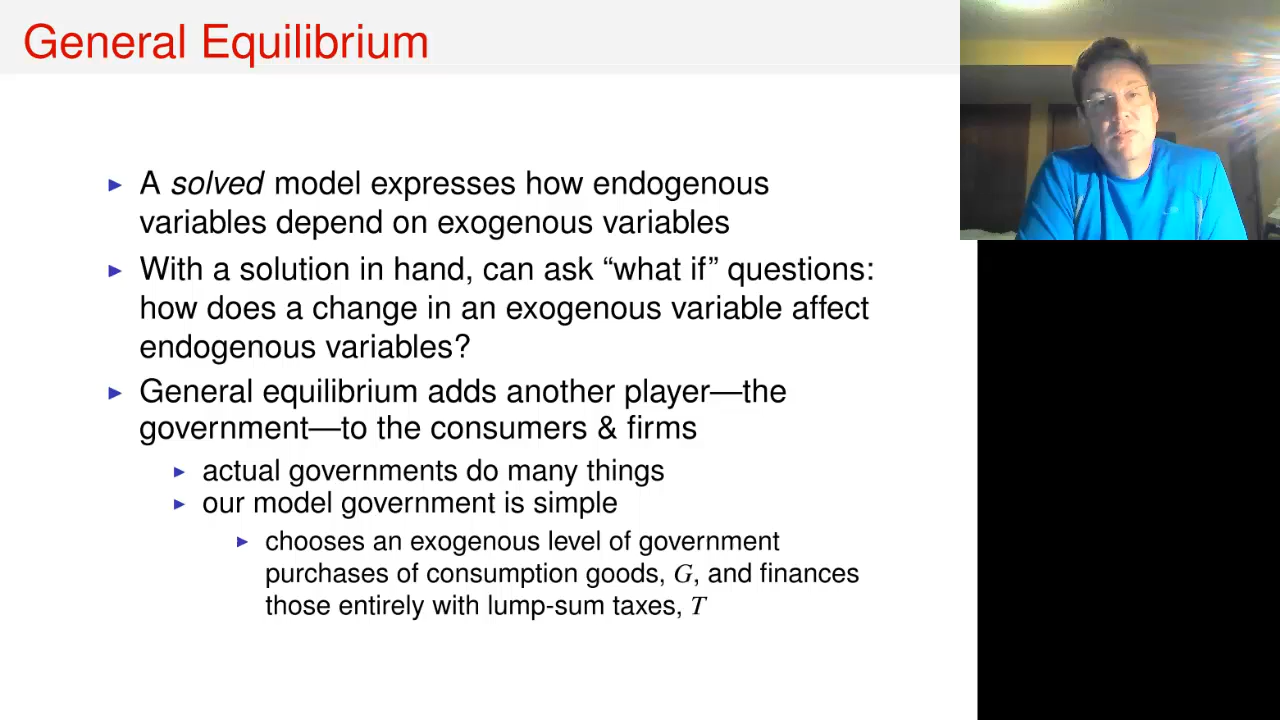 General Equilibrium
A solved model expresses how endogenous
variables depend on exogenous variables
With a solution in hand, can ask “what if” questions:
how does a change in an exogenous variable affect
endogenous variables?
General equilibrium adds another player—the
government—to the consumers & firms
actual governments do many things
our model government is simple
chooses an exogenous level of government
purchases of consumption goods, G, and finances
those entirely with lump-sum taxes, T